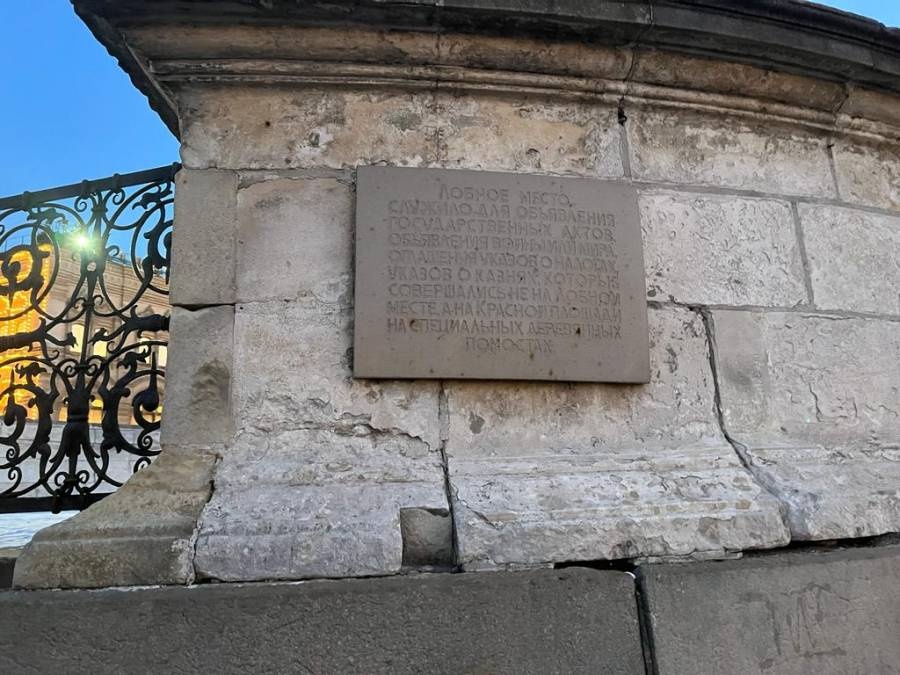 ЛОБНОЕ МЕСТО
СЛУЖИЛО ДЛЯ ОБЪЯВЛЕНИЯ
ГОСУДАРСТВЕННЫХ АКТОВ,
ОБЪЯВЛЕНИЯ ВОЙНЫ ИЛИ МИРА,
ОГЛАШЕНИЯ УКАЗОВ О НАЛОГАХ,
УКАЗОВ О КАЗНЯХ, КОТОРЫЕ
СОВЕРШАЛИСЬ НЕ НА ЛОБНОМ
МЕСТЕ, А НА КРАСНОЙ ПЛОЩАДИ
НА СПЕЦИАЛЬНЫХ ДЕРЕВЯННЫХ
ПОМОСТАХ